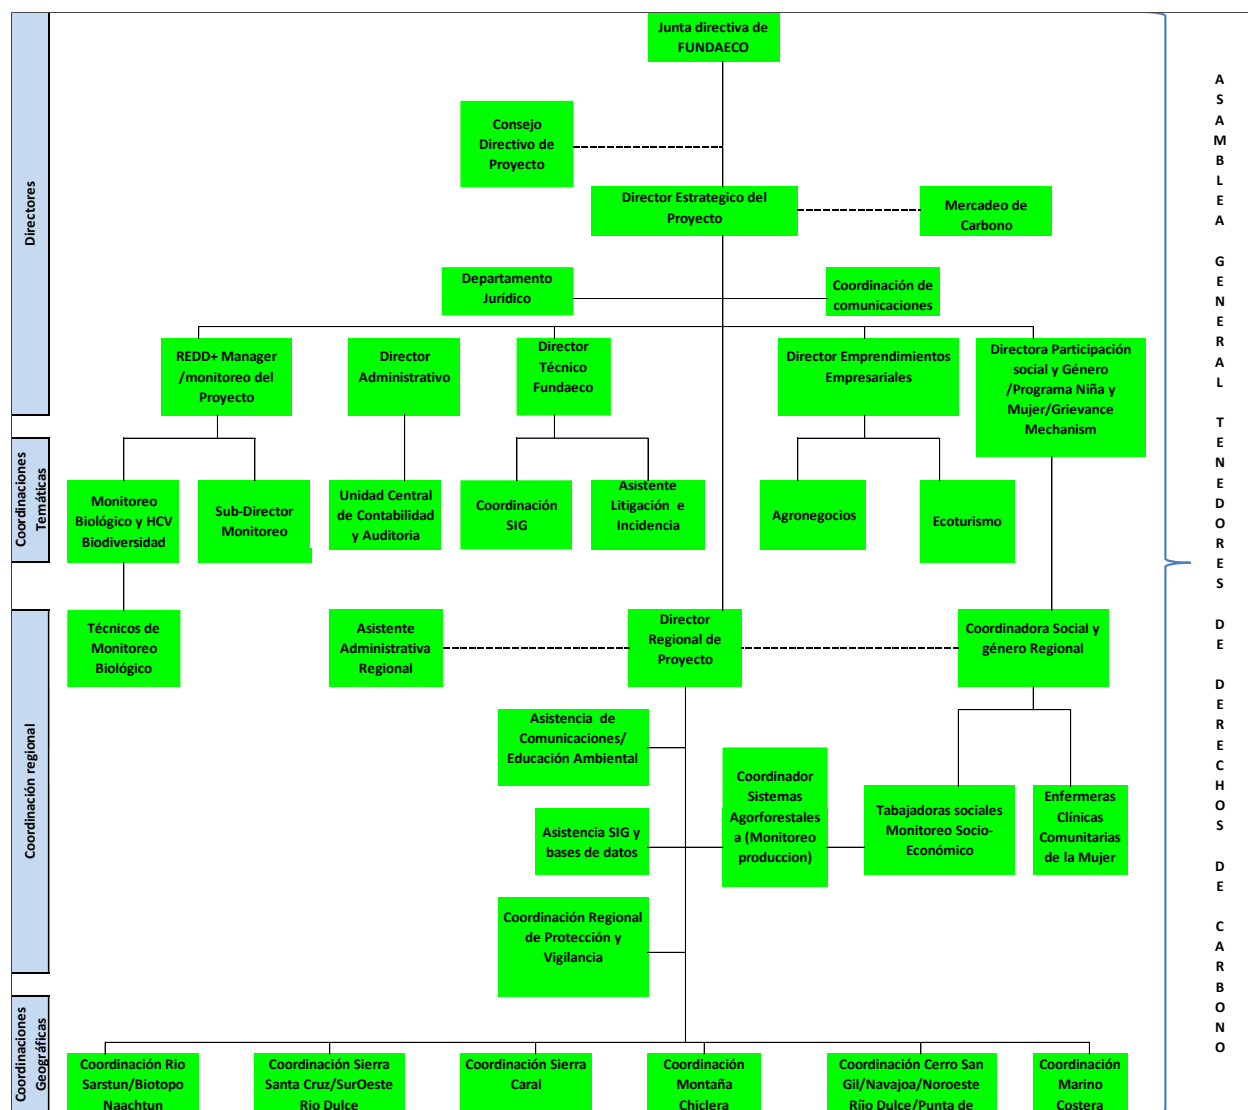 Junta directiva de
FUNDAECO
Consejo
Directivo de
Proyecto
Director Estrategico del
Proyecto
Mercadeo de
Carbono
Departamento
Jurídico
Coordinación de
comunicaciones
Directores
REDD+ Manager
/monitoreo del
Proyecto
Director
Administrativo
Director
Técnico
Fundaeco
Director Emprendimientos
Empresariales
Directora Participación
social y Género
/Programa Niña y
Mujer/Grievance
Mechanism
Coordinaciones
Temáticas
Monitoreo
Biológico y HCV
Biodiversidad
Sub-Director
Monitoreo
Unidad Central
de Contabilidad
y Auditoria
Coordinación
SIG
Asistente
Litigación e
Incidencia
Agronegocios
Ecoturismo
Coordinación regional
Técnicos de
Monitoreo
Biológico
Asistente
Administrativa
Regional
Director
Regional de
Proyecto
Coordinadora Social y
género Regional
Asistencia de
Comunicaciones/
Educación Ambiental
Asistencia SIG y
bases de datos
Coordinador
Sistemas
Agorforestales
a (Monitoreo
produccion)
Tabajadoras sociales
Monitoreo Socio-
Económico
Enfermeras
Clínicas
Comunitarias
de la Mujer
Coordinación Regional
de Protección y
Vigilancia
Coordinaciones
Geográficas
Coordinación Rio
Sarstun/Biotopo
Naachtun
Coordinación Sierra
Santa Cruz/SurOeste
Rio Dulce
Coordinación Sierra
Caral
Coordinación
Montaña
Chiclera
Coordinación Cerro San
Gil/Navajoa/Noroeste
Ríjo Dulce/Punta de
Coordinación
Marino
Costera
ASAMBLEA GENERAL TENEDORES DE DERECHOS DE CARBONO